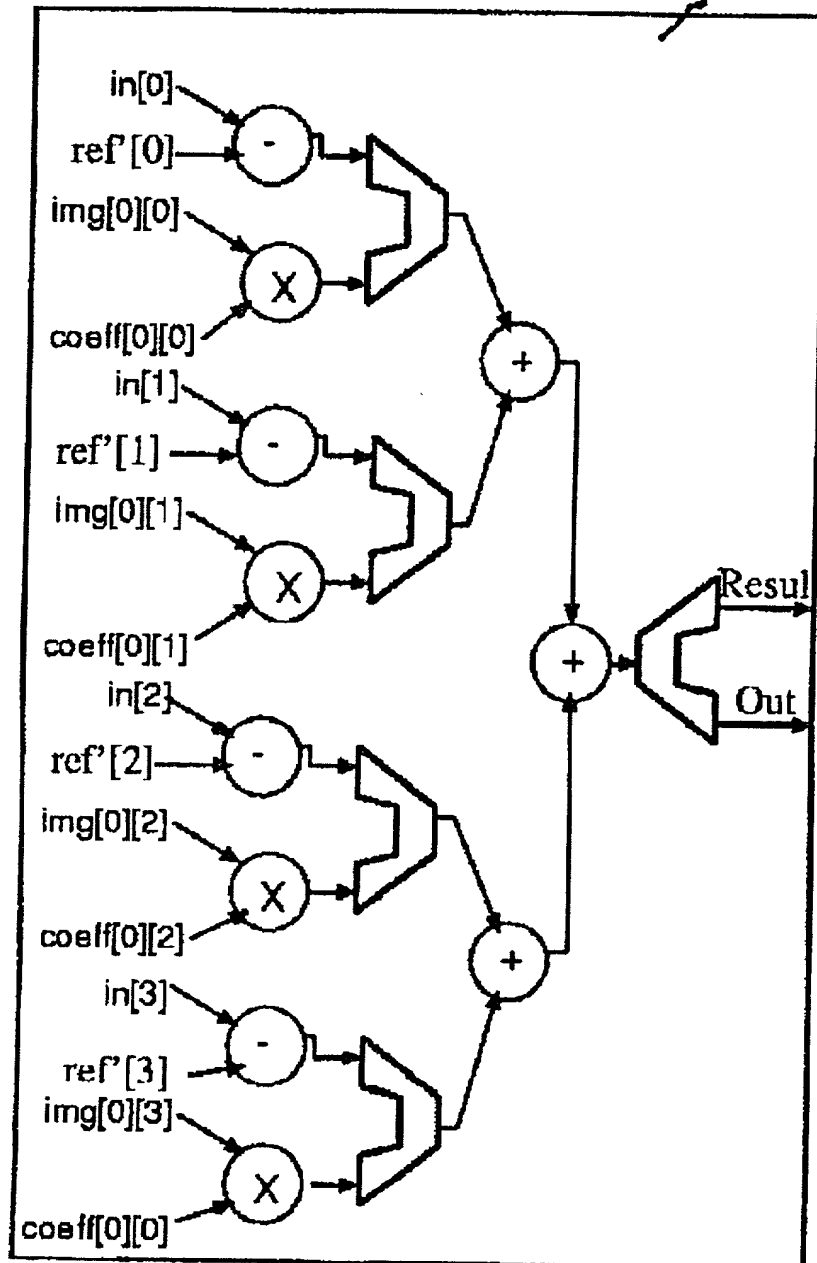 in[0]
-
ref'[0]
img[0][0]
X
coeff[0][0]
+
in[1]
-
ref'[1]
img[0][1]
X
coeff[0][1]
Resul
+
Out
in[2]
-
ref'[2]
img[0][2]
X
coeff[0][2]
+
in[3]
-
ref'[3]
img[0][3]
X
coeff[0][0]